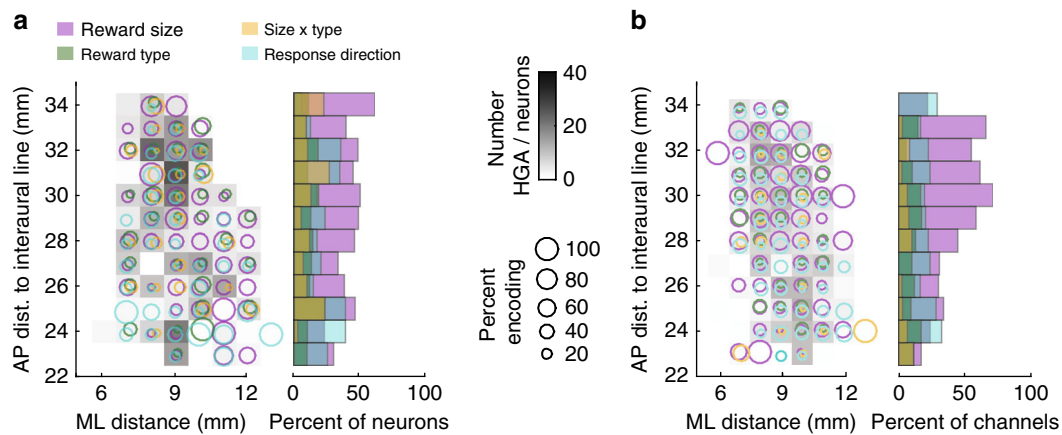 a
Reward size
Reward type
Size x type
Response direction
AP dist. to interaural line (mm)
34
32
30
28
26
24
22
6
9
12
ML distance (mm)
0
50
100
Percent of neurons
Number
HGA / neurons
40
20
0
Percent
encoding
100
80
60
40
20
b
AP dist. to interaural line (mm)
34
32
30
28
26
24
22
6
9
12
ML distance (mm)
0
50
100
Percent of channels